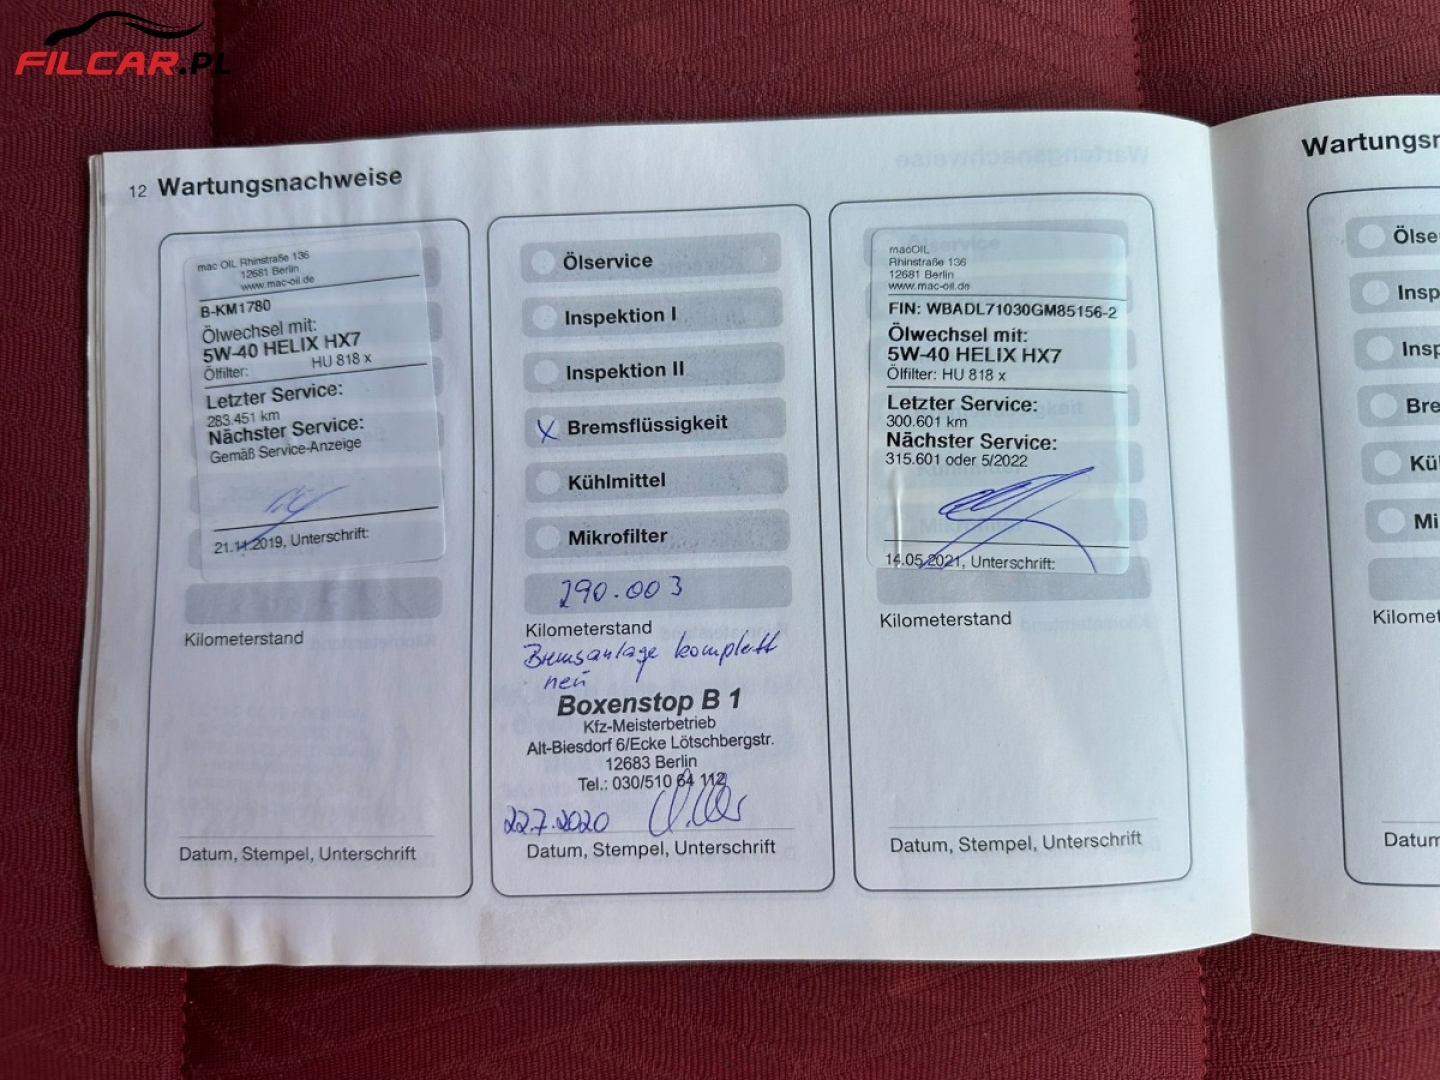 FILCAR.PL
12 Wartungsnachweise
mac OIL Rhinstraße 136
12681 Berlin
www.mac-oil.de
B-KM1780
Ölwechsel mit:
5W-40 HELIX HX7
Ölfilter: HU 818 x
Letzter Service:
283.451 km
Nächster Service:
Gemäß Service-Anzeige
21.11.2019, Unterschrift:
Kilometerstand
Datum, Stempel, Unterschrift
Ölservice
Inspektion I
Inspektion II
X Bremsflüssigkeit
Kühlmittel
Mikrofilter
290.003
Kilometerstand
Bremsanlage komplett
neu
Boxenstop B 1
Kfz-Meisterbetrieb
Alt-Biesdorf 6/Ecke Lötschbergstr.
12683 Berlin
Tel.: 030/510 64 112
22.7.2020
Datum, Stempel, Unterschrift
macOIL
Rhinstraße 136
12681 Berlin
www.mac-oil.de
FIN: WBADL71030GM85156-2
Ölwechsel mit:
5W-40 HELIX HX7
Ölfilter: HU 818 x
Letzter Service:
300.601 km
Nächster Service:
315.601 oder 5/2022
14.05.2021, Unterschrift:
Kilometerstand
Datum, Stempel, Unterschrift
Wartungsn
Ölse
Insp
Insp
Bre
Kü
Mi
Kilomet
Datum